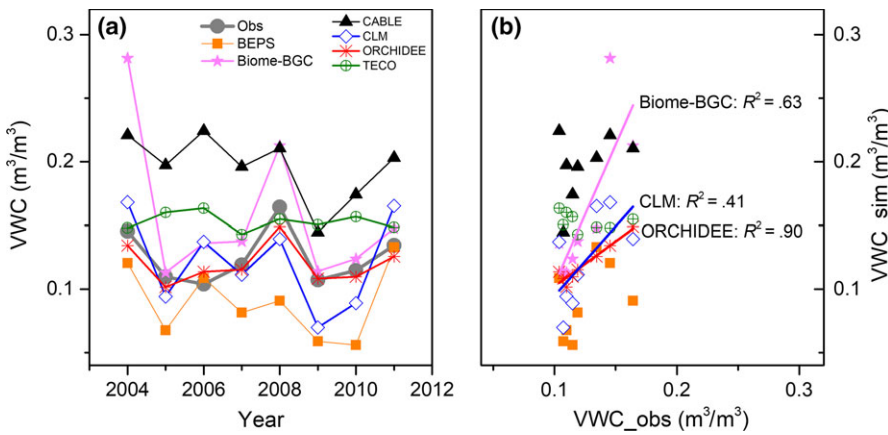 (a)
Obs
BEPS
Biome-BGC
CABLE
CLM
ORCHIDEE
TECO
VWC (m³/m³)
0.3
0.2
0.1
2004 2006 2008 2010 2012
Year
(b)
Biome-BGC: R² = .63
CLM: R² = .41
ORCHIDEE: R² = .90
0.3
0.2
0.1
VWC_sim (m³/m³)
0.1 0.2 0.3
VWC_obs (m³/m³)